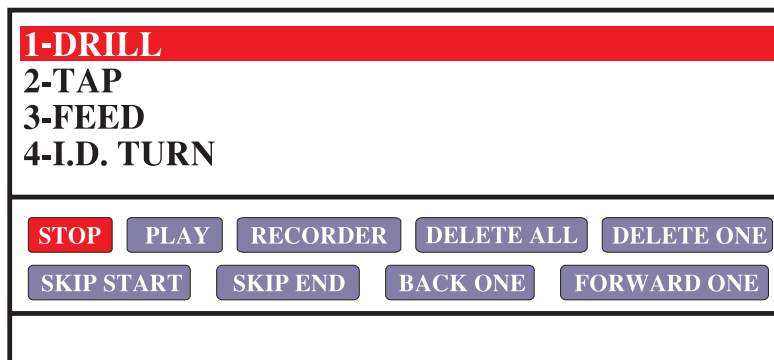 1-DRILL
2-TAP
3-FEED
4-I.D. TURN
STOP PLAY RECORDER DELETE ALL DELETE ONE
SKIP START SKIP END BACK ONE FORWARD ONE